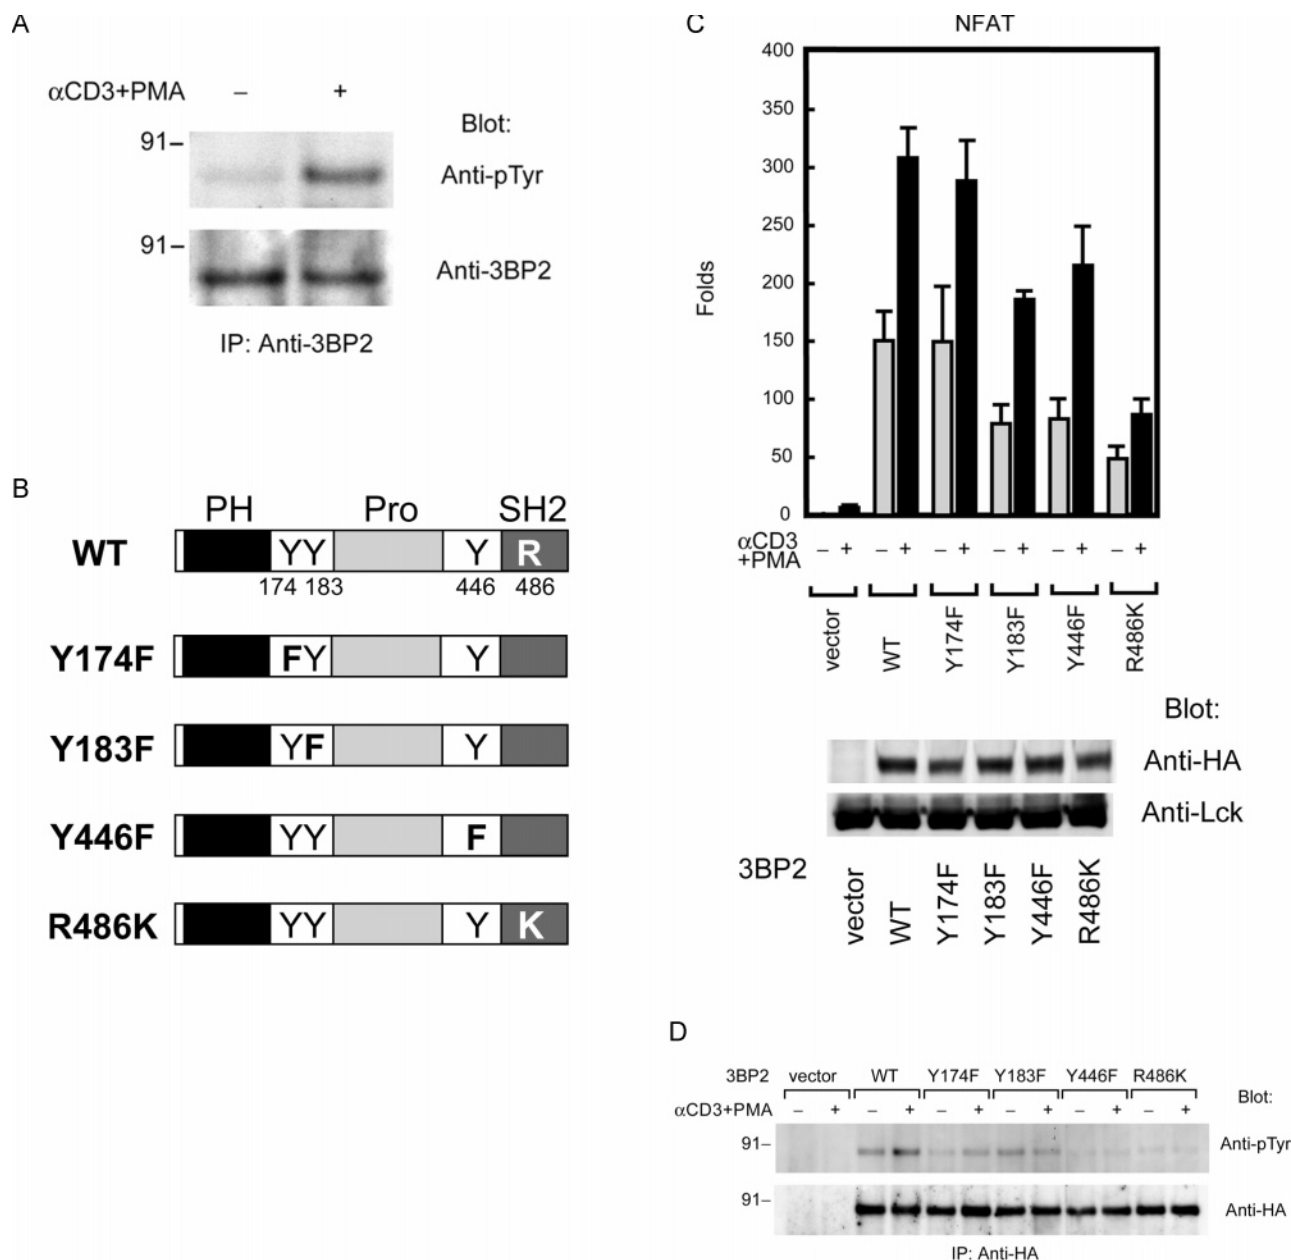 A
αCD3+PMA – +
Blot:
91–
Anti-pTyr
91–
Anti-3BP2
IP: Anti-3BP2
B
PH Pro SH2
WT YY Y R
174 183 446 486
Y174F FY Y
Y183F YF Y
Y446F YY F
R486K YY Y K
C
NFAT
400
350
300
250
200
150
100
50
0
Folds
αCD3 +PMA – + – + – + – + – + – +
vector WT Y174F Y183F Y446F R486K
Blot:
Anti-HA
Anti-Lck
3BP2 vector WT Y174F Y183F Y446F R486K
D
3BP2 vector WT Y174F Y183F Y446F R486K
αCD3+PMA – + – + – + – + – + – +
Blot:
91–
Anti-pTyr
91–
Anti-HA
IP: Anti-HA